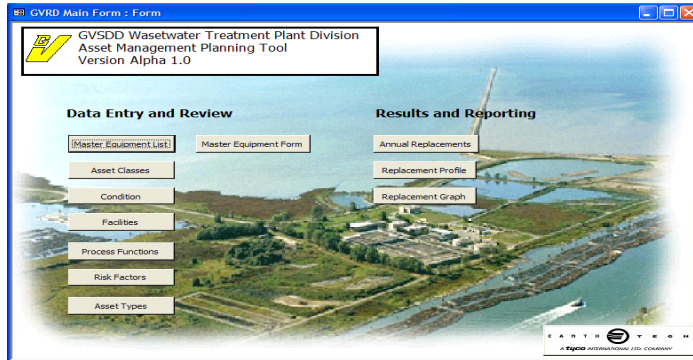 GVRD Main Form : Form
GVSDD Wasetwater Treatment Plant Division
Asset Management Planning Tool
Version Alpha 1.0
Data Entry and Review
Master Equipment List
Master Equipment Form
Asset Classes
Condition
Facilities
Process Functions
Risk Factors
Asset Types
Results and Reporting
Annual Replacements
Replacement Profile
Replacement Graph
EARTH TECH
A tyco INTERNATIONAL LTD. COMPANY